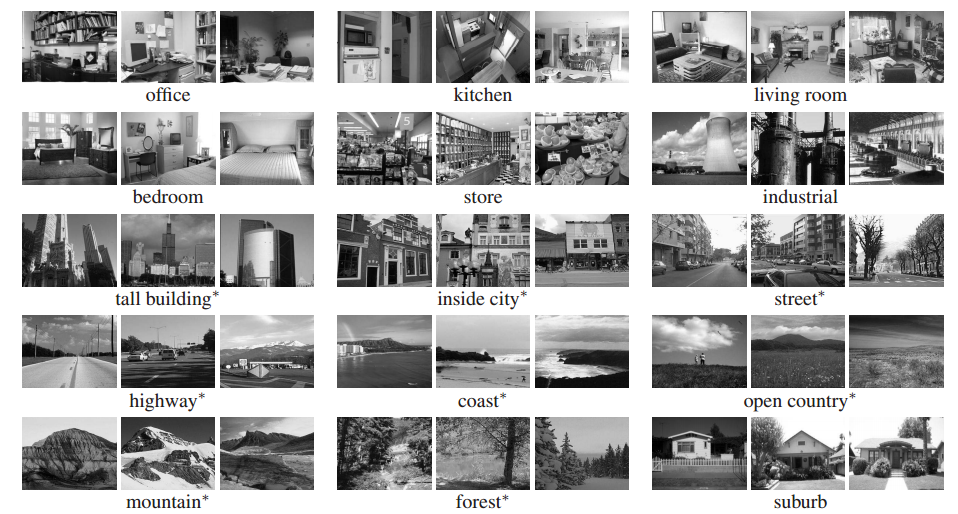 office
kitchen
living room
bedroom
store
5
industrial
tall building*
inside city*
street*
highway*
coast*
open country*
mountain*
forest*
suburb